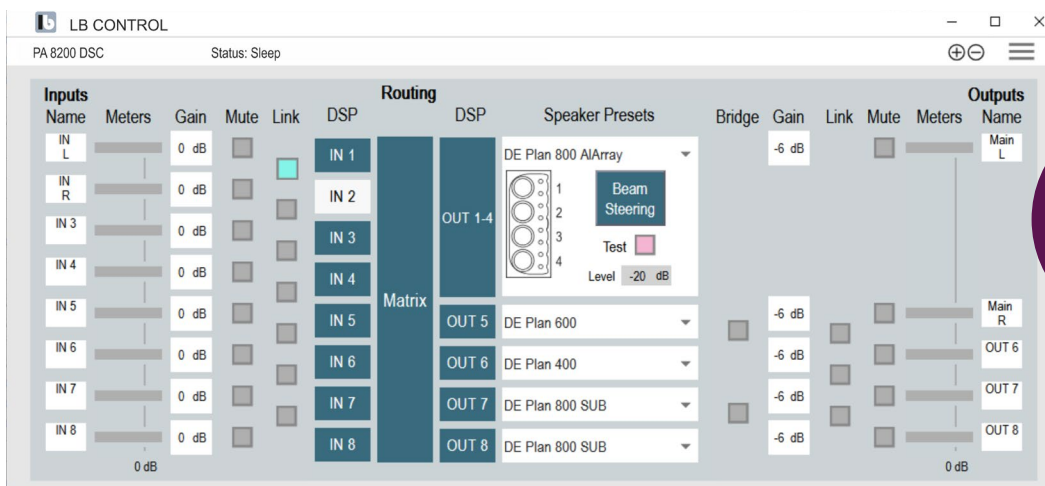 LB CONTROL
PA 8200 DSC Status: Sleep
Inputs Routing Outputs
Name Meters Gain Mute Link DSP DSP Speaker Presets Bridge Gain Link Mute Meters Name
IN L 0 dB IN 1 DE Plan 800 AIArray -6 dB Main L
1
Beam Steering
IN R 0 dB IN 2 OUT 1-4 2
IN 3 0 dB IN 3 3 Test
IN 4 0 dB IN 4 4 Level -20 dB
Matrix
IN 5 0 dB IN 5 OUT 5 DE Plan 600 -6 dB Main R
IN 6 0 dB IN 6 OUT 6 DE Plan 400 -6 dB OUT 6
IN 7 0 dB IN 7 OUT 7 DE Plan 800 SUB -6 dB OUT 7
IN 8 0 dB IN 8 OUT 8 DE Plan 800 SUB -6 dB OUT 8
0 dB 0 dB